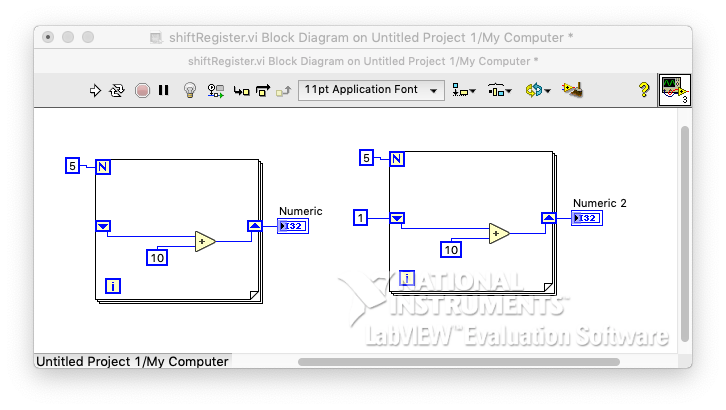 shiftRegister.vi Block Diagram on Untitled Project 1/My Computer *
shiftRegister.vi Block Diagram on Untitled Project 1/My Computer *
11pt Application Font
?
3
5
N
Numeric
I32
+
10
i
5
N
1
Numeric 2
I32
+
10
i
NATIONAL
INSTRUMENTS™
LabVIEW™ Evaluation Software
Untitled Project 1/My Computer